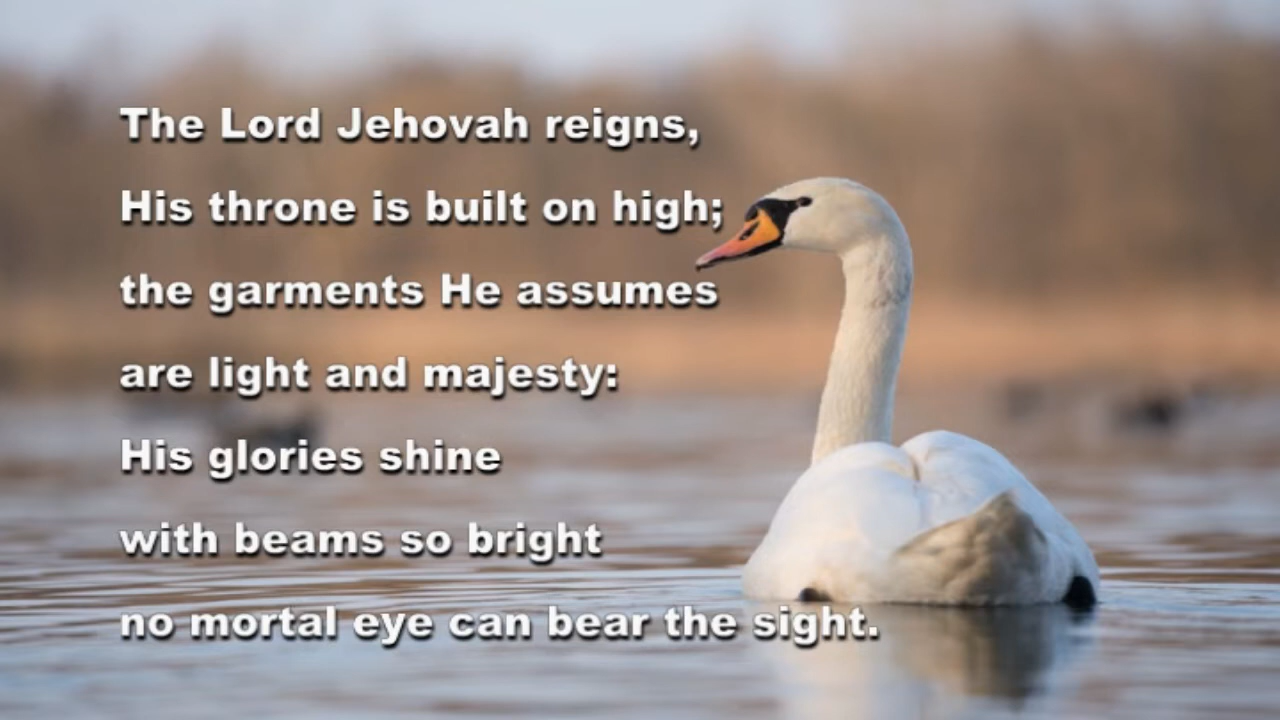 The Lord Jehovah reigns,
His throne is built on high;
the garments He assumes
are light and majesty:
His glories shine
with beams so bright
no mortal eye can bear the sight.